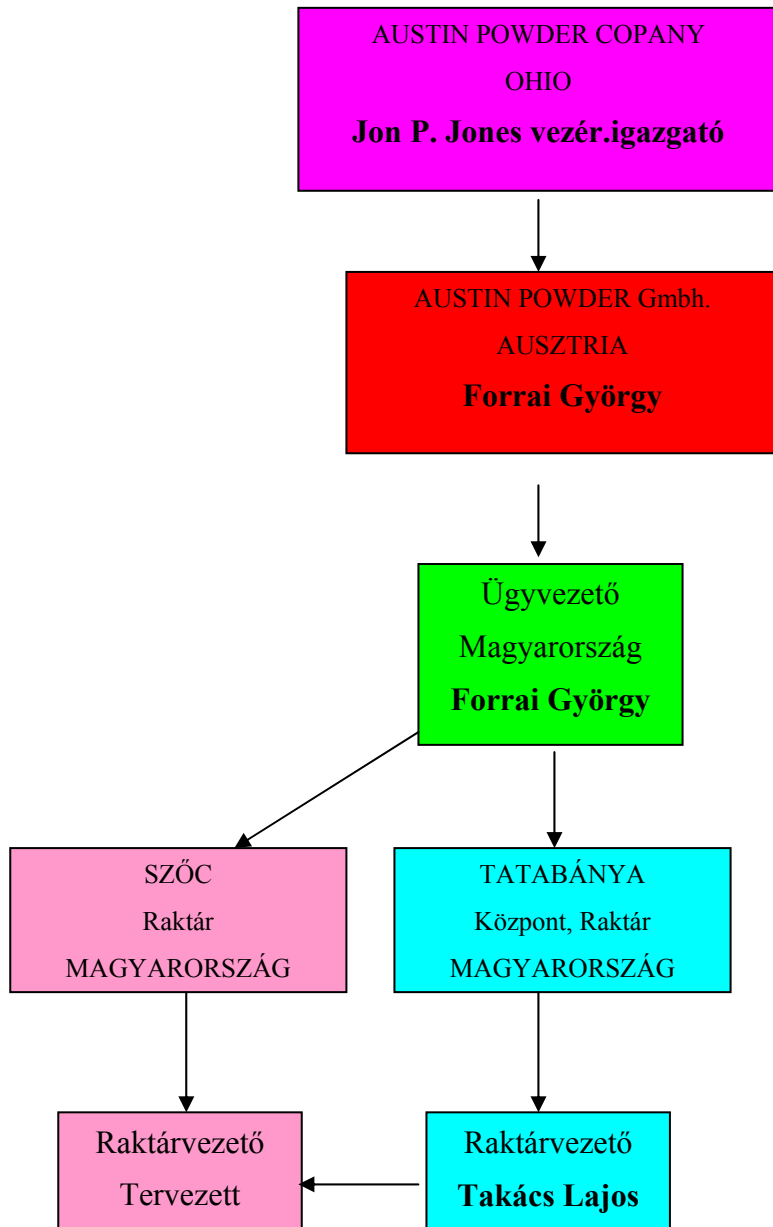 AUSTIN POWDER COPANY
OHIO
Jon P. Jones vezér.igazgató
AUSTIN POWDER Gmbh.
AUSZTRIA
Forrai György
Ügyvezető
Magyarország
Forrai György
SZŐC
Raktár
MAGYARORSZÁG
TATABÁNYA
Központ, Raktár
MAGYARORSZÁG
Raktárvezető
Tervezett
Raktárvezető
Takács Lajos